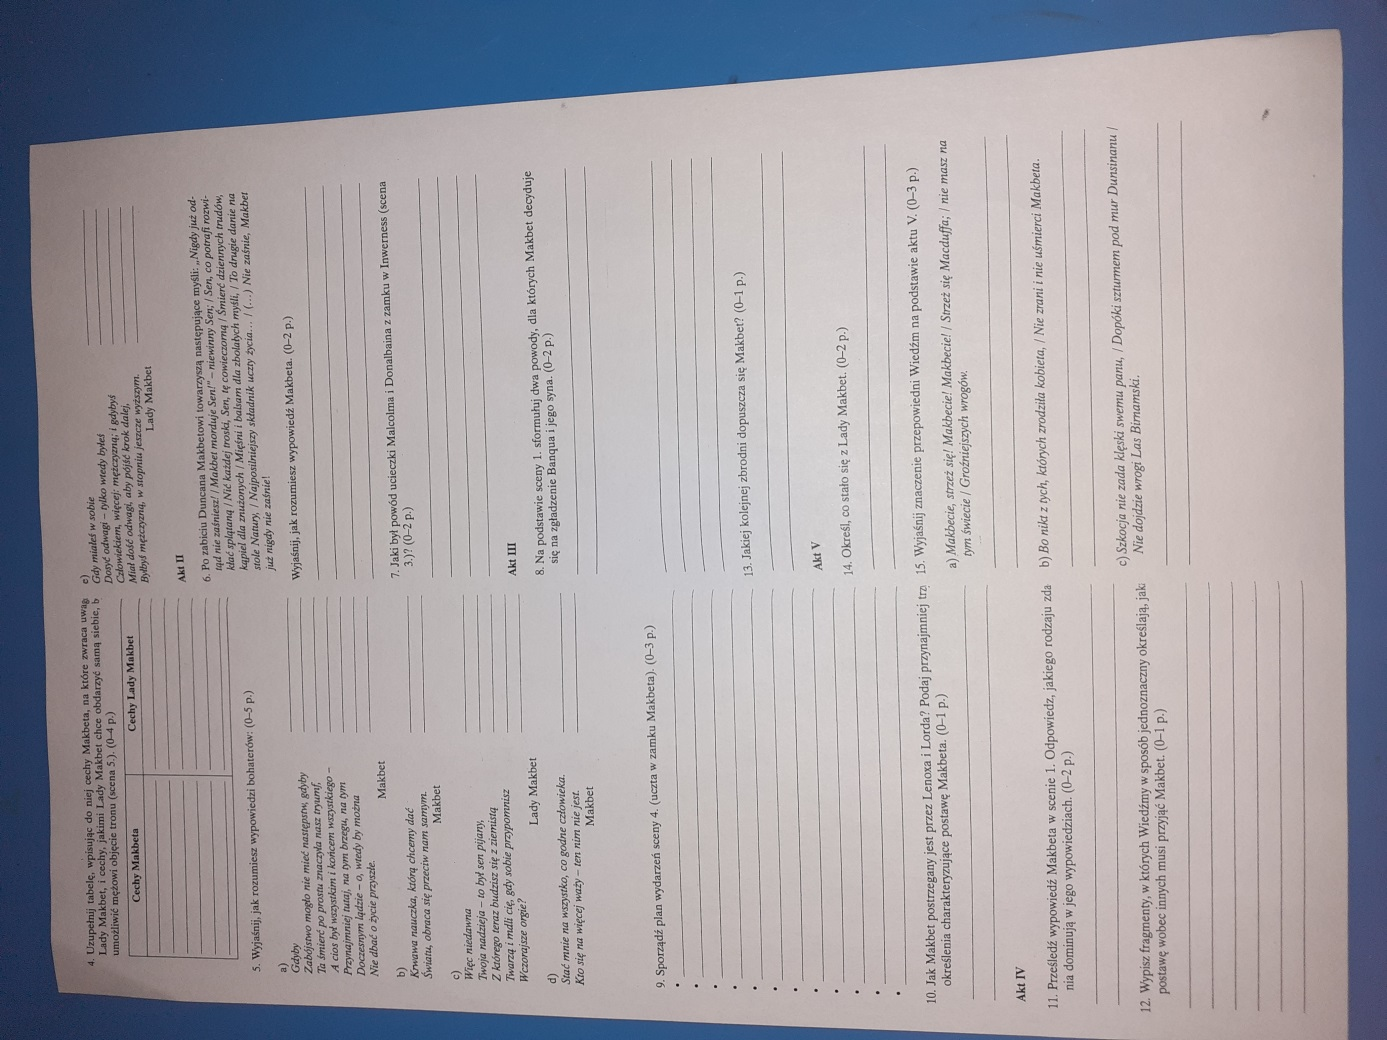 4. Uzupełnij tabelę, wpisując do niej cechy Makbeta, na które zwraca
Lady Makbet, i cechy, jakimi Lady Makbet chce obdarzyć samą siebie, b
umożliwić mężowi objęcie tronu (scena 5.). (0–4 p.)
Cechy Makbeta
Cechy Lady Makbet
5. Wyjaśnij, jak rozumiesz wypowiedzi bohaterów: (0–5 p.)
a)
Gdyby
Zabójstwo mogło nie mieć następstw, gdyby
Ta śmierć po prostu znaczyła nasz tryumf,
A cios był wszystkim i końcem wszystkiego –
Przynajmniej tutaj, na tym brzegu, na tym
Doczesnym lądzie – o, wtedy by można
Nie dbać o życie przyszłe.
Makbet
b)
Krwawa nauczka, którą chcemy dać
Światu, obraca się przeciw nam samym.
Makbet
c)
Więc niedawna
Twoja nadzieja – to był sen pijany,
Z którego teraz budzisz się z ziemistą
Twarzą i mdli cię, gdy sobie przypomnisz
Wczorajsze orgie?
Lady Makbet
d)
Stać mnie na wszystko, co godne człowieka.
Kto się na więcej waży – ten nim nie jest.
Makbet
e)
Gdy miałeś w sobie
Dosyć odwagi – tylko wtedy byłeś
Człowiekiem, więcej: mężczyzną; i gdybyś
Miał dość odwagi, aby pójść krok dalej,
Byłbyś mężczyzną, w stopniu jeszcze wyższym.
Lady Makbet
Akt II
6. Po zabiciu Duncana Makbetowi towarzyszą następujące myśli: „Nigdy już od-
tąd nie zaśniesz! / Makbet morduje Sen!" – niewinny Sen; / Sen, co potrafi rozwi-
kłać splątaną / Nić każdej troski, Sen, tę cowieczorną / Śmierć dziennych trudów,
kąpiel dla znużonych / Mięśni i balsam dla zbolałych myśli, / To drugie danie na
stole Natury, / Najposilniejszy składnik uczty życia... / (...) Nie zaśnie, Makbet
już nigdy nie zaśnie!
Wyjaśnij, jak rozumiesz wypowiedź Makbeta. (0–2 p.)
7. Jaki był powód ucieczki Malcolma i Donalbaina z zamku w Inwerness (scena
3.)? (0–2 p.)
Akt III
8. Na podstawie sceny 1. sformułuj dwa powody, dla których Makbet decyduje
się na zgładzenie Banqua i jego syna. (0–2 p.)
9. Sporządź plan wydarzeń sceny 4. (uczta w zamku Makbeta). (0–3 p.)
10. Jak Makbet postrzegany jest przez Lenoxa i Lorda? Podaj przynajmniej trz
określenia charakteryzujące postawę Makbeta. (0–1 p.)
Akt IV
11. Prześledź wypowiedź Makbeta w scenie 1. Odpowiedz, jakiego rodzaju zda
nia dominują w jego wypowiedziach. (0–2 p.)
12. Wypisz fragmenty, w których Wiedźmy w sposób jednoznaczny określają, jak
postawę wobec innych musi przyjąć Makbet. (0–1 p.)
13. Jakiej kolejnej zbrodni dopuszcza się Makbet? (0–1 p.)
Akt V
14. Określ, co stało się z Lady Makbet. (0–2 p.)
15. Wyjaśnij znaczenie przepowiedni Wiedźm na podstawie aktu V. (0–3 p.)
a) Makbecie, strzeż się! Makbecie! Makbecie! / Strzeż się Macduffa; / nie masz na
tym świecie / Groźniejszych wrogów.
b) Bo nikt z tych, których zrodziła kobieta, / Nie zrani i nie uśmierci Makbeta.
c) Szkocja nie zada klęski swemu panu, / Dopóki szturmem pod mur Dunsinanu /
Nie dojdzie wrogi Las Birnamski.